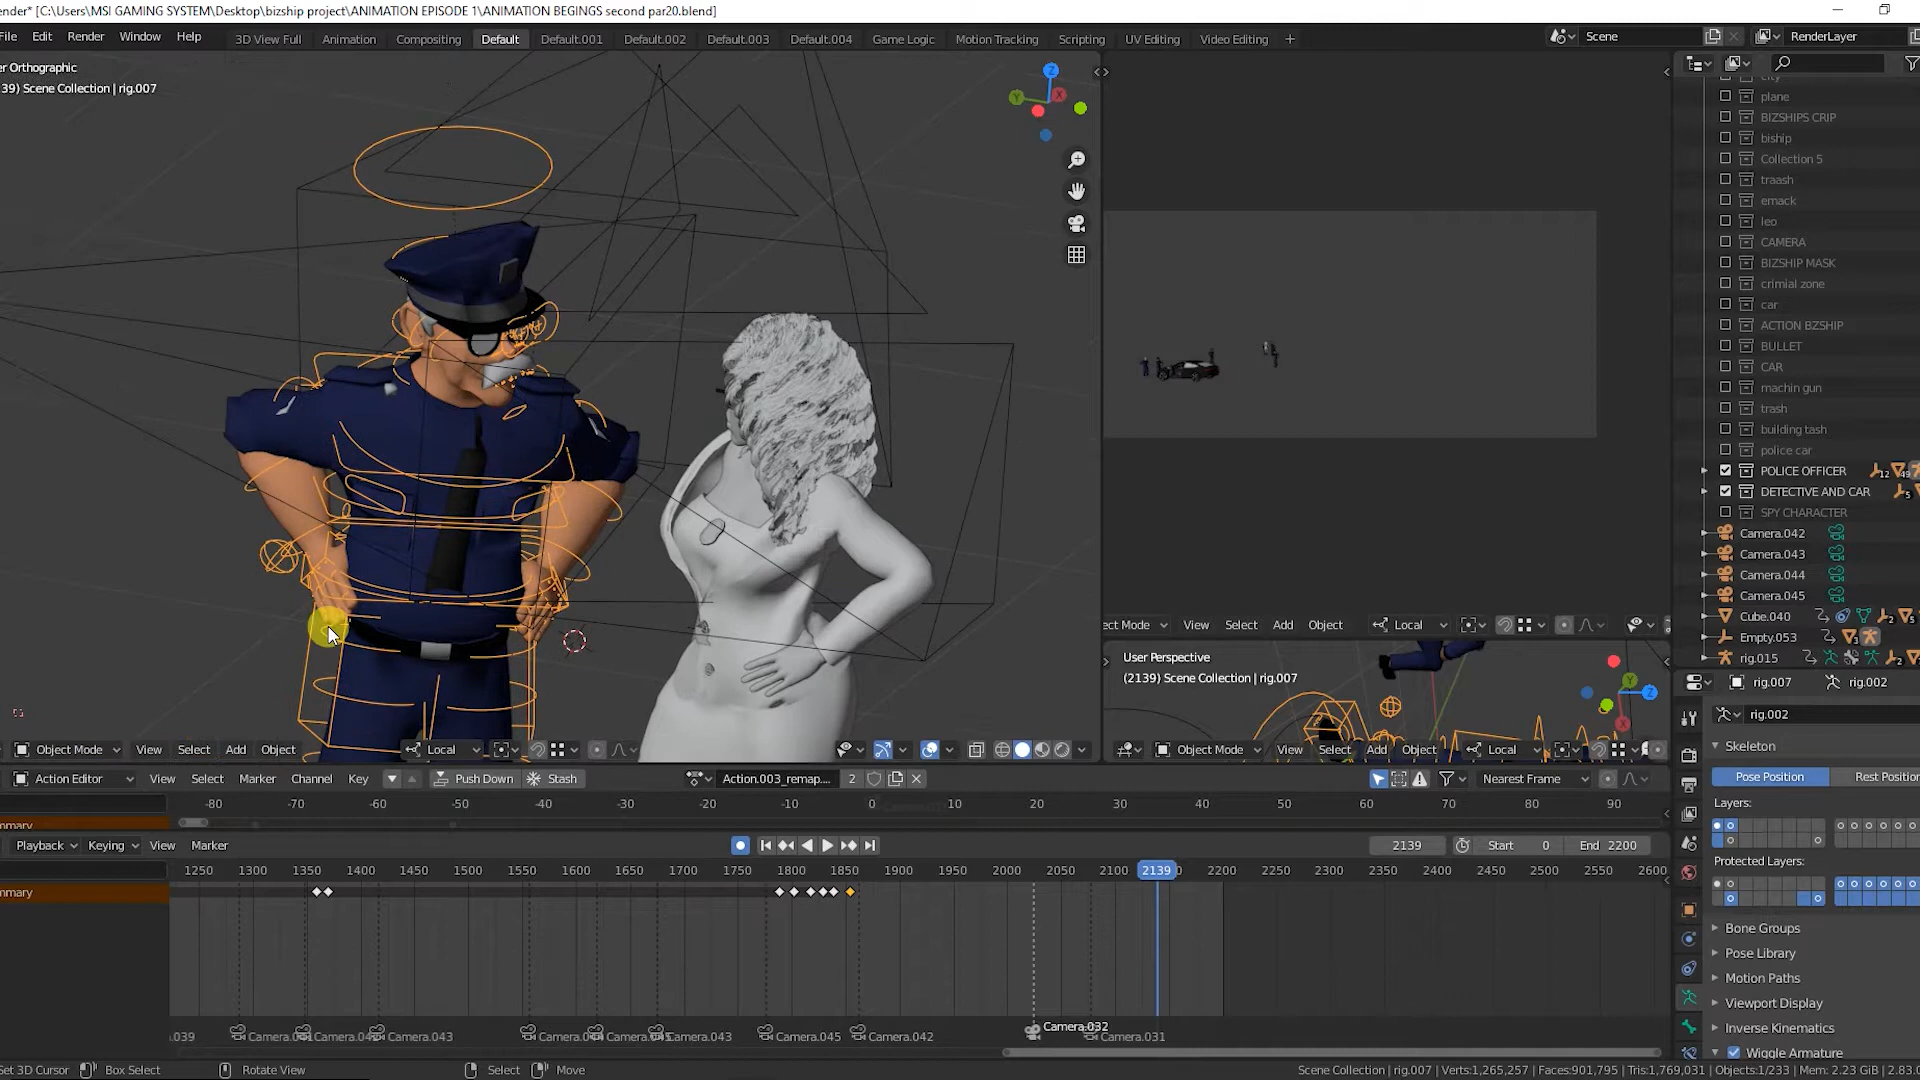 ender* [C:\Users\MSI GAMING SYSTEM\Desktop\bizship project\ANIMATION EPISODE 1\ANIMATION BEGINGS second par20.blend]
File Edit Render Window Help 3D View Full Animation Compositing Default Default.001 Default.002 Default.003 Default.004 Game Logic Motion Tracking Scripting UV Editing Video Editing + Scene RenderLayer
er Orthographic
39) Scene Collection | rig.007
Z
Y
X
city
plane
BIZSHIPS CRIP
biship
Collection 5
traash
emack
leo
CAMERA
BIZSHIP MASK
crimial zone
car
ACTION BZSHIP
BULLET
CAR
machin gun
trash
building tash
police car
POLICE OFFICER 12 49
DETECTIVE AND CAR 5
SPY CHARACTER
Camera.042
Camera.043
Camera.044
Camera.045
Cube.040 2 5
Empty.053 3
rig.015 2
ect Mode View Select Add Object Local
User Perspective
(2139) Scene Collection | rig.007
Y
Z
X
Object Mode View Select Add Object Local
Object Mode View Select Add Object Local
rig.007 rig.002
rig.002
Skeleton
Pose Position Rest Position
Layers:
Protected Layers:
Bone Groups
Pose Library
Motion Paths
Viewport Display
Inverse Kinematics
Wiggle Armature
Action Editor View Select Marker Channel Key Push Down Stash Action.003_remap... 2 Nearest Frame
-80 -70 -60 -50 -40 -30 -20 -10 0 10 20 30 40 50 60 70 80 90
mmary
Playback Keying View Marker 2139 Start 0 End 2200
1250 1300 1350 1400 1450 1500 1550 1600 1650 1700 1750 1800 1850 1900 1950 2000 2050 2100 2139 2200 2250 2300 2350 2400 2450 2500 2550 2600
mmary
Camera.032
.039 Camera.043 Camera.043 Camera.045 Camera.042 Camera.031
Set 3D Cursor Box Select Rotate View Select Move Scene Collection | rig.007 | Verts:1,265,257 | Faces:901,795 | Tris:1,769,031 | Objects:1/233 | Mem: 2.23 GiB | 2.83.0